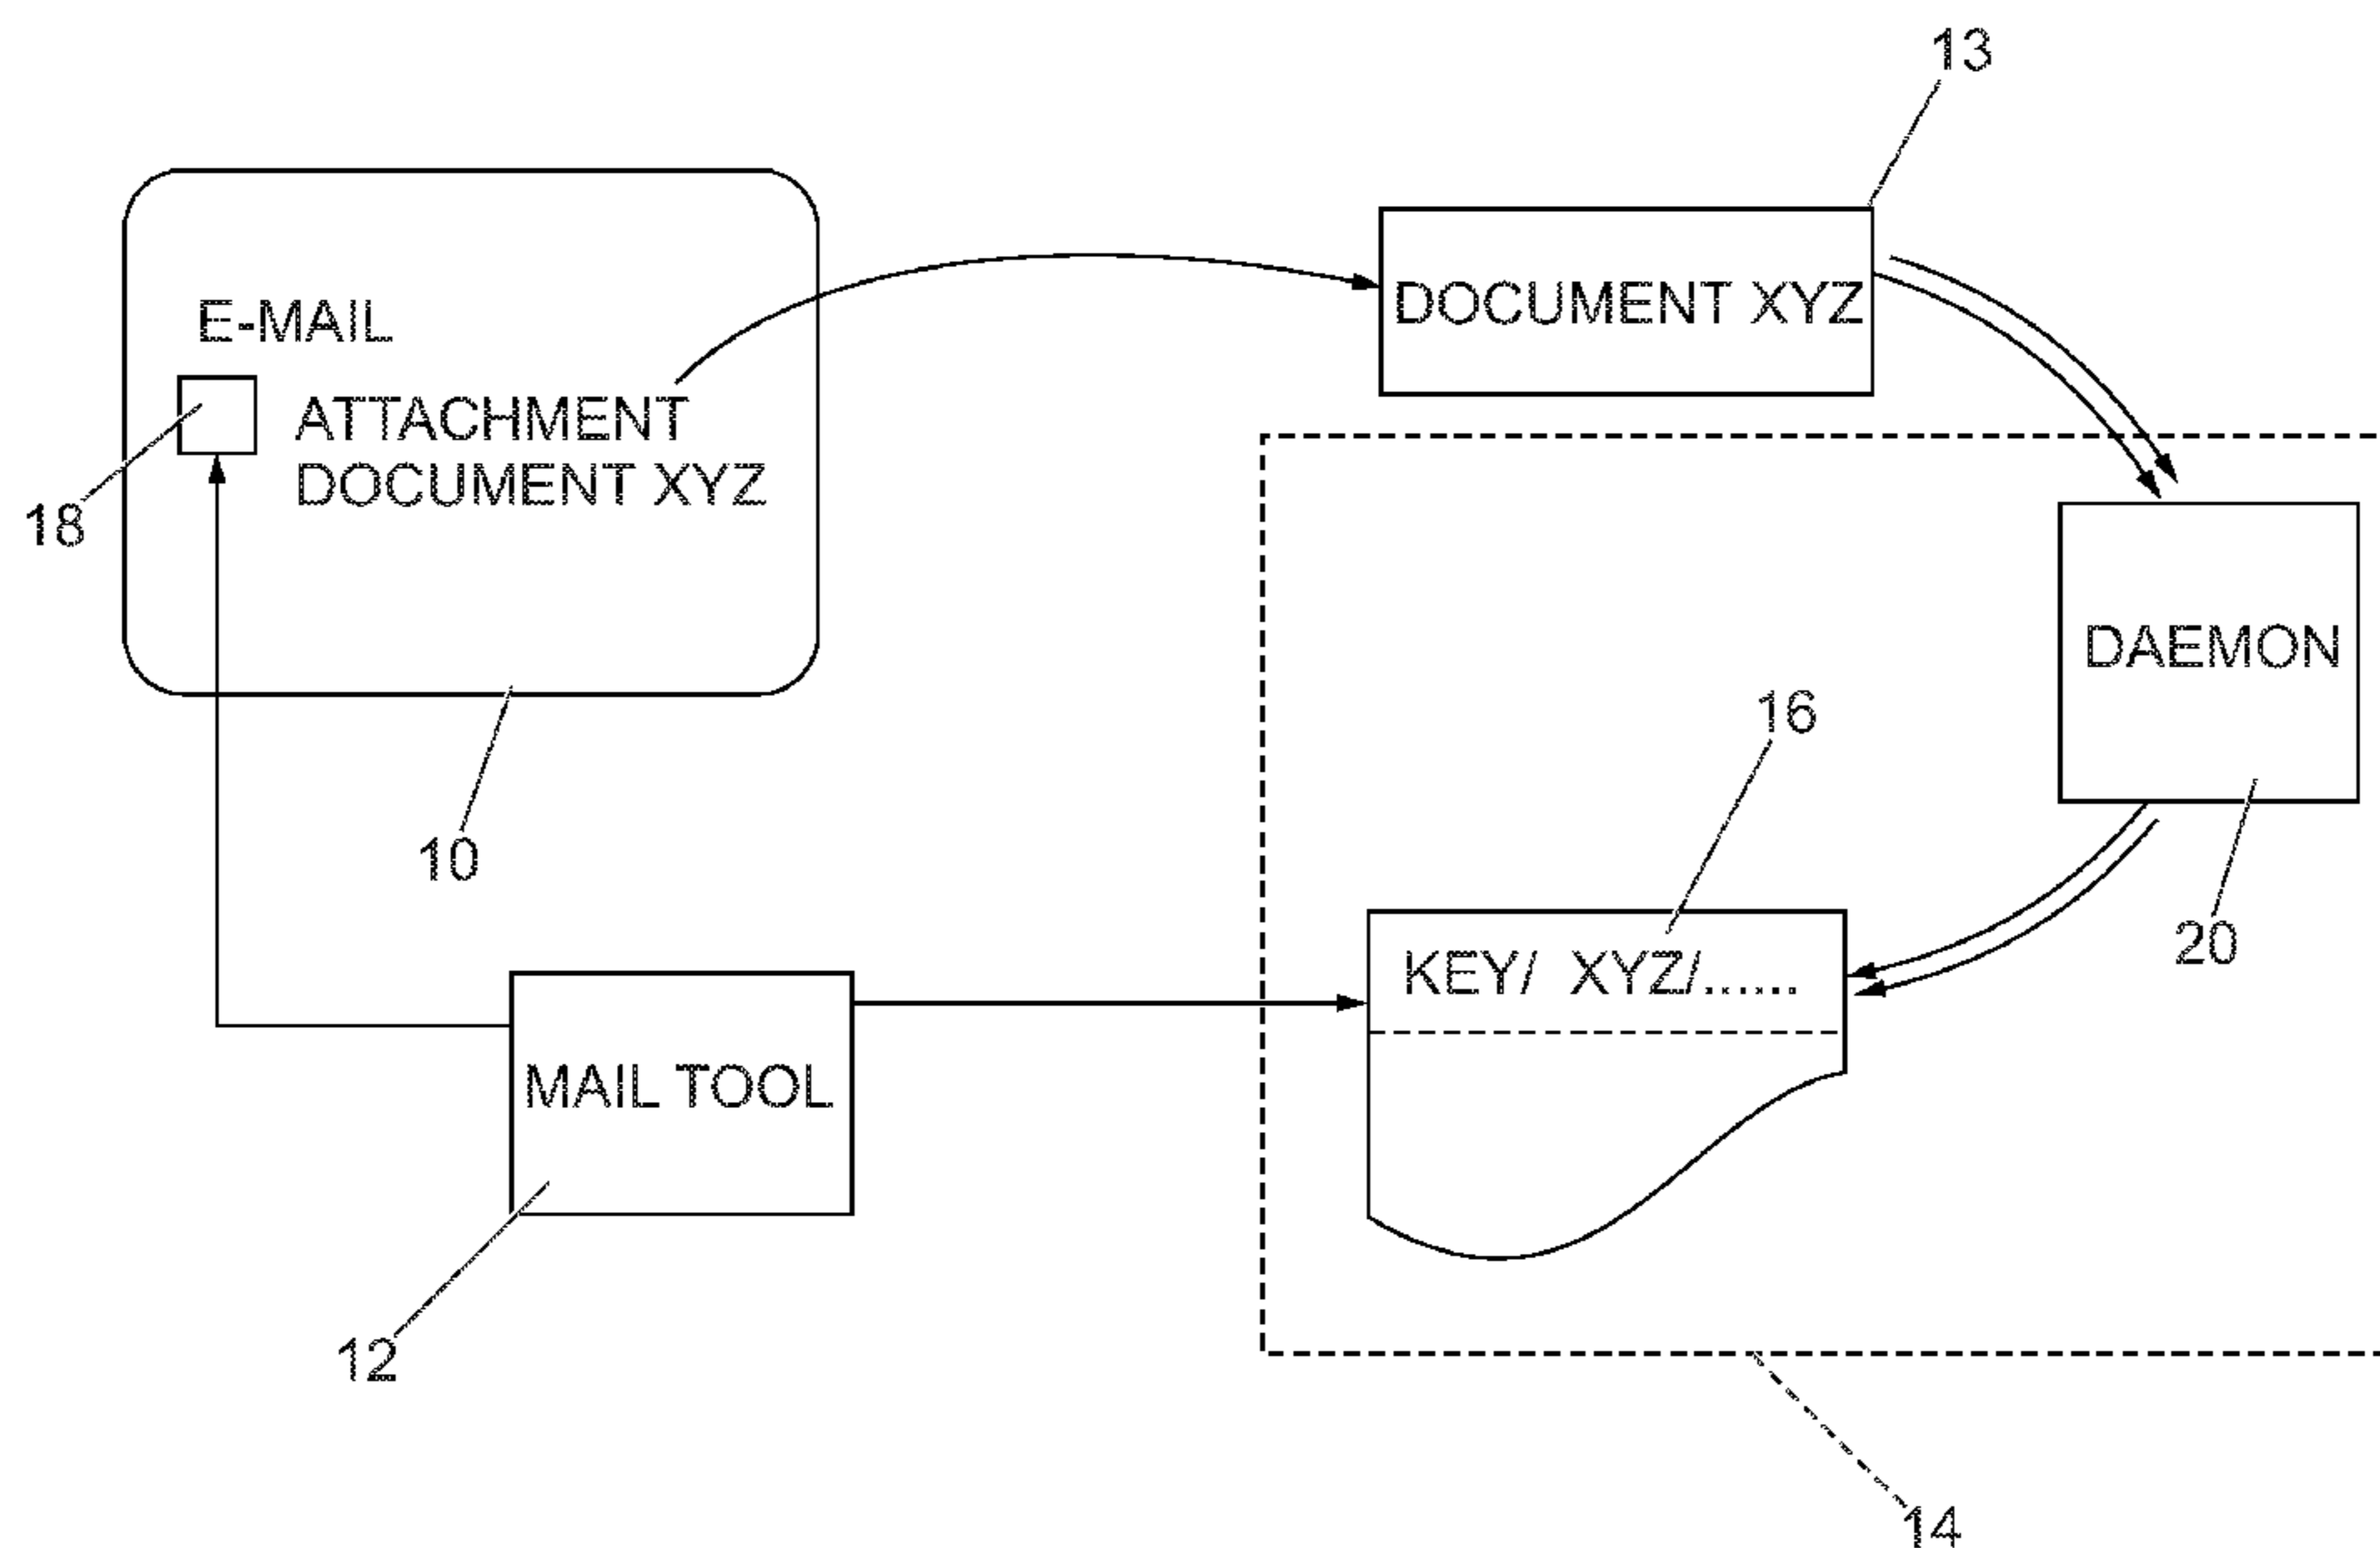 13
E-MAIL
DOCUMENT XYZ
ATTACHMENT
DOCUMENT XYZ
18
DAEMON
16
10
20
KEY/ XYZ/......
MAIL TOOL
12
14